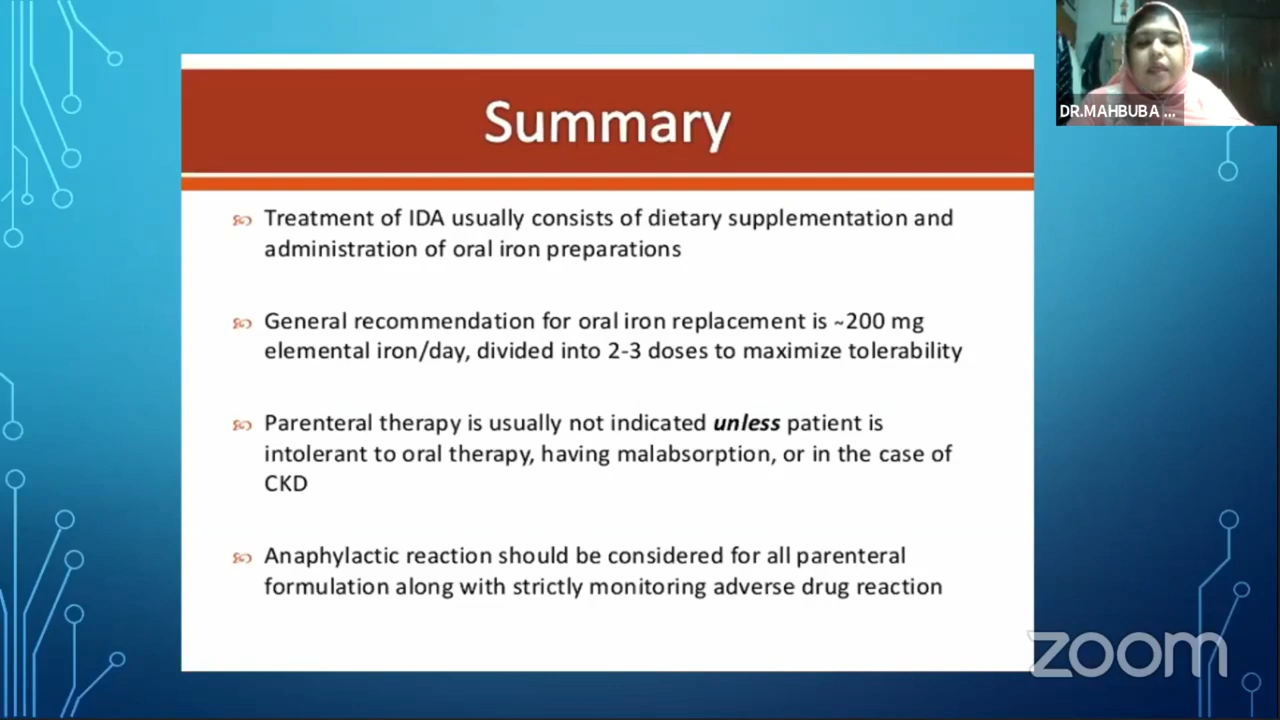 Summary
DR.MAHBUBA ...
Treatment of IDA usually consists of dietary supplementation and
administration of oral iron preparations
General recommendation for oral iron replacement is ~200 mg
elemental iron/day, divided into 2-3 doses to maximize tolerability
Parenteral therapy is usually not indicated unless patient is
intolerant to oral therapy, having malabsorption, or in the case of
CKD
Anaphylactic reaction should be considered for all parenteral
formulation along with strictly monitoring adverse drug reaction
zoom